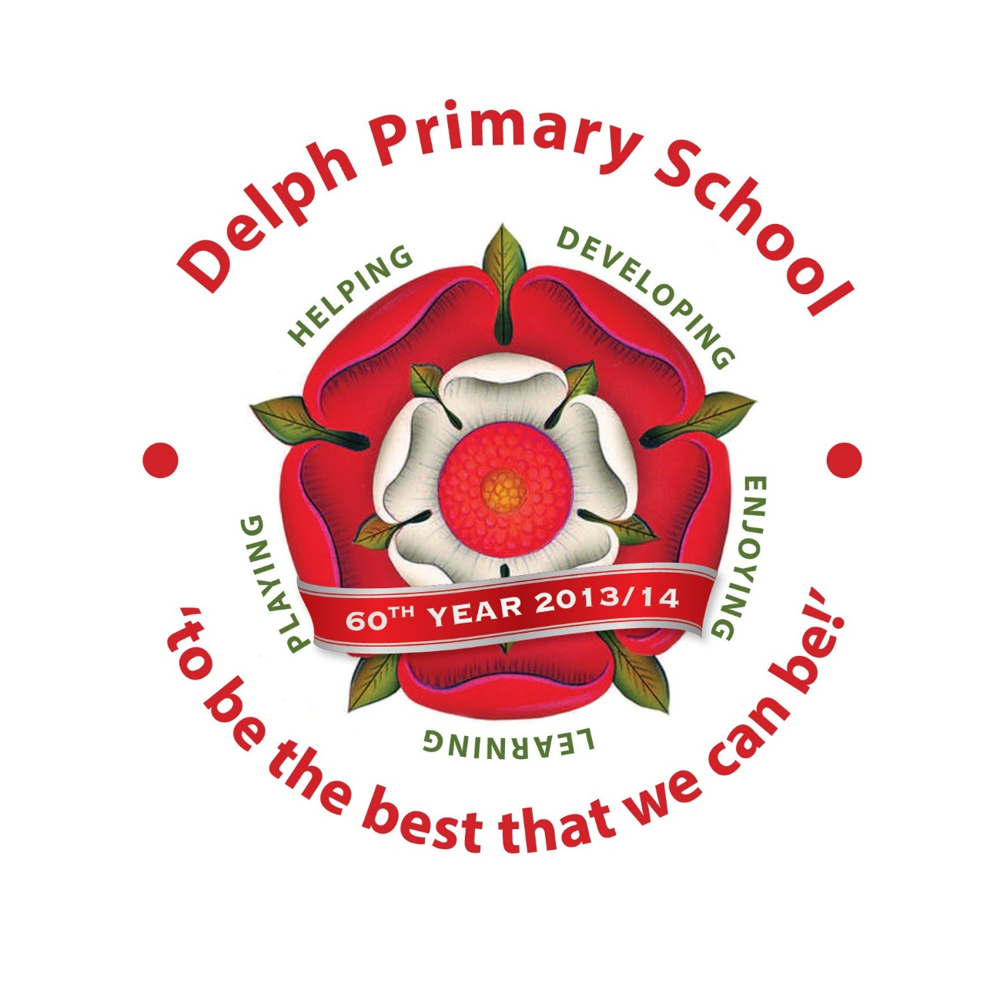 Delph Primary School
HELPING
DEVELOPING
ENJOYING
LEARNING
PLAYING
60TH YEAR 2013/14
‘to be the best that we can be!’